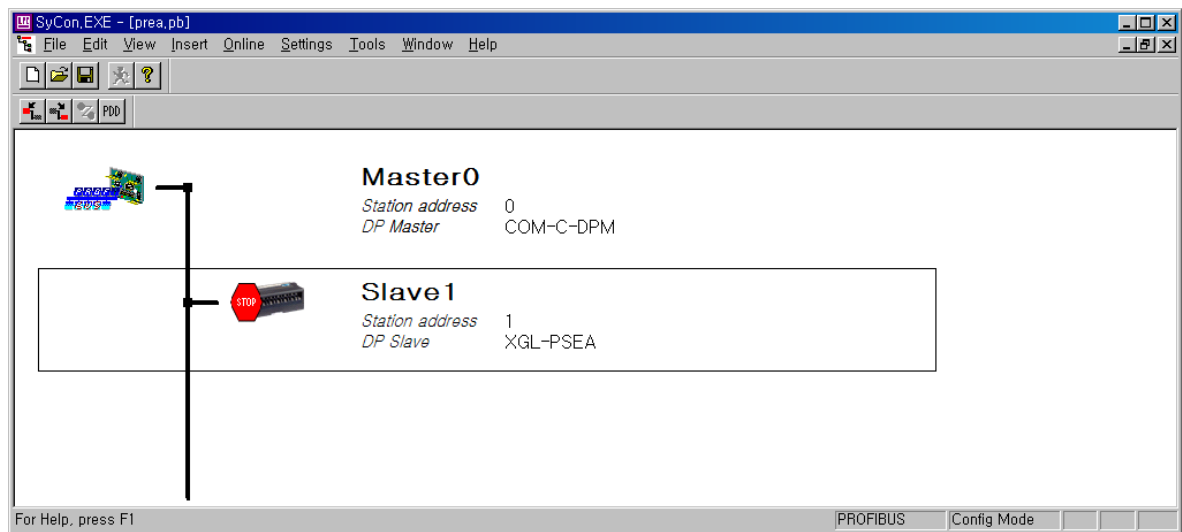 SyCon,EXE - [prea,pb]
File Edit View Insert Online Settings Tools Window Help
PDD
Master0
Station address 0
DP Master COM-C-DPM
STOP
Slave1
Station address 1
DP Slave XGL-PSEA
For Help, press F1 PROFIBUS Config Mode